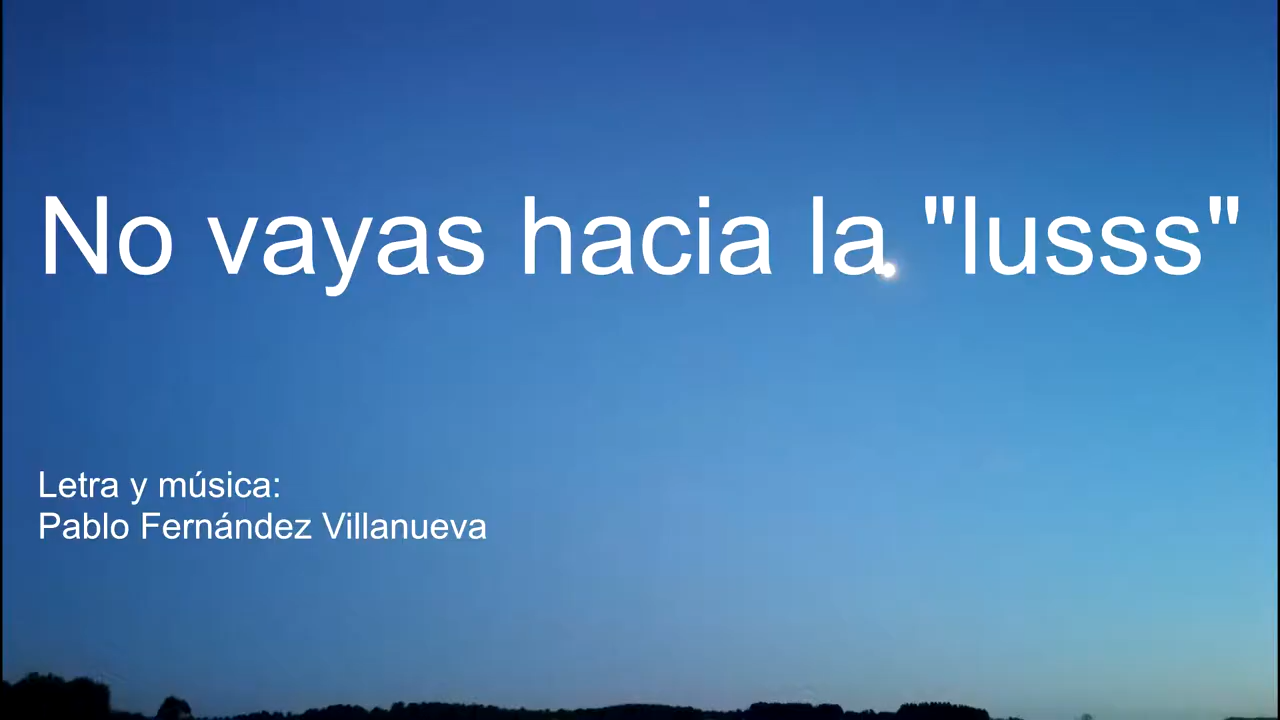 No vayas hacia la "lusss"
Letra y música:
Pablo Fernández Villanueva